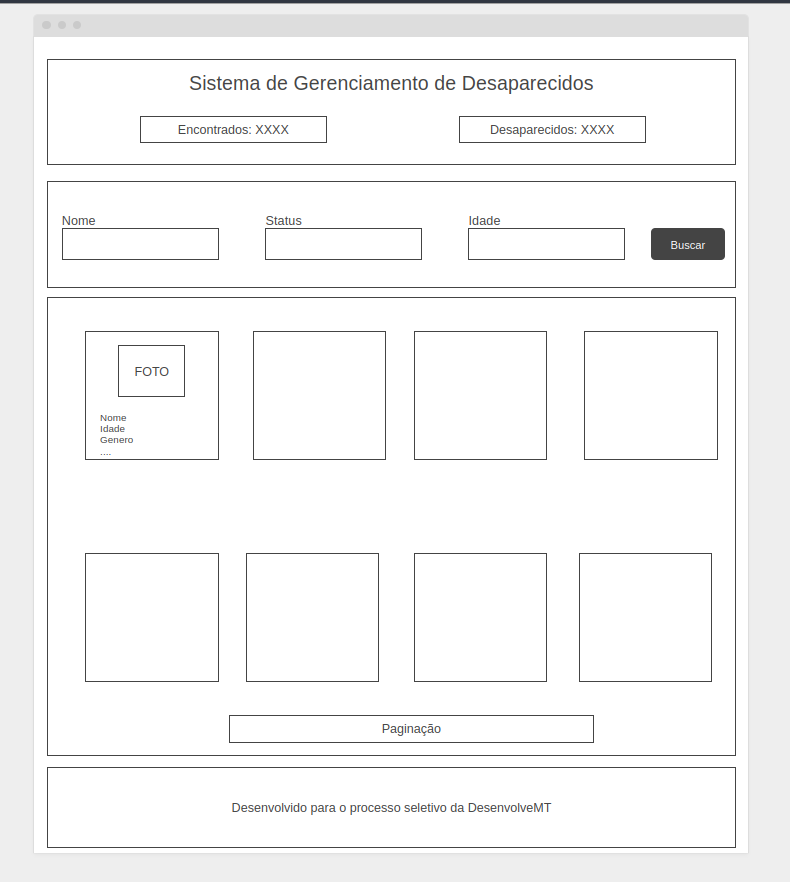 Sistema de Gerenciamento de Desaparecidos
Encontrados: XXXX
Desaparecidos: XXXX
Nome
Status
Idade
Buscar
FOTO
Nome
Idade
Genero
....
Paginação
Desenvolvido para o processo seletivo da DesenvolveMT